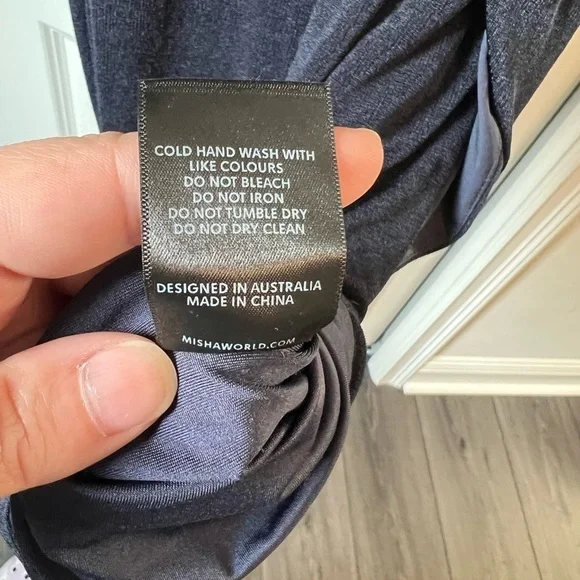 COLD HAND WASH WITH
LIKE COLOURS
DO NOT BLEACH
DO NOT IRON
DO NOT TUMBLE DRY
DO NOT DRY CLEAN
DESIGNED IN AUSTRALIA
MADE IN CHINA
MISHAWORLD.COM